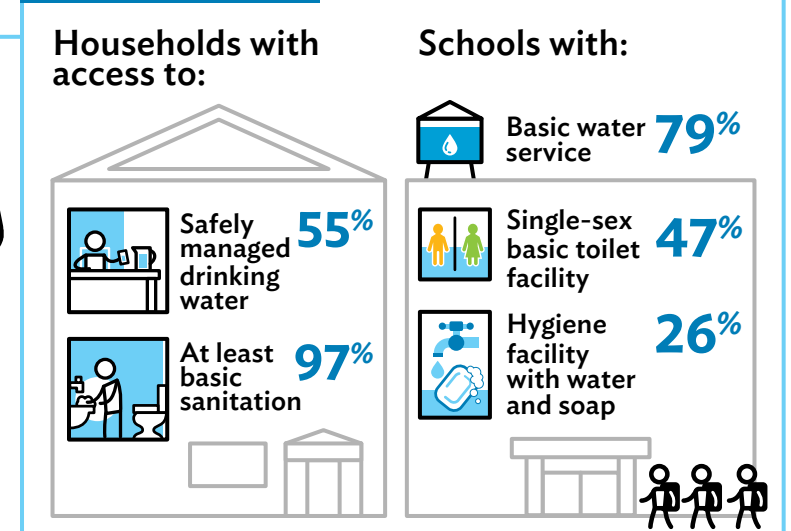 Households with
access to:
Safely
managed
drinking
water
55%
At least
basic
sanitation
97%
Schools with:
Basic water
service
79%
Single-sex
basic toilet
facility
47%
Hygiene
facility
with water
and soap
26%